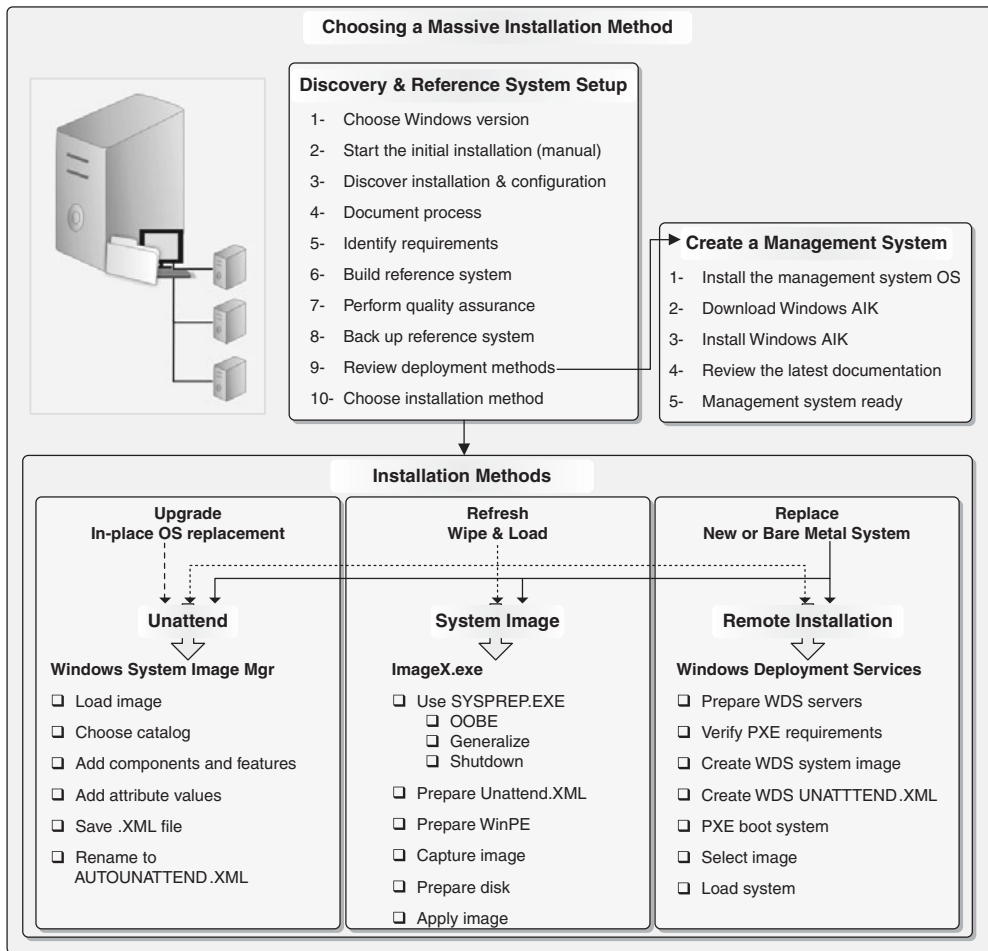 Choosing a Massive Installation Method
Discovery & Reference System Setup
1- Choose Windows version
2- Start the initial installation (manual)
3- Discover installation & configuration
4- Document process
5- Identify requirements
6- Build reference system
7- Perform quality assurance
8- Back up reference system
9- Review deployment methods
10- Choose installation method
Create a Management System
1- Install the management system OS
2- Download Windows AIK
3- Install Windows AIK
4- Review the latest documentation
5- Management system ready
Installation Methods
Upgrade
In-place OS replacement
Refresh
Wipe & Load
Replace
New or Bare Metal System
Unattend
Windows System Image Mgr
❑ Load image
❑ Choose catalog
❑ Add components and features
❑ Add attribute values
❑ Save .XML file
❑ Rename to
AUTOUNATTEND.XML
System Image
ImageX.exe
❑ Use SYSPREP.EXE
❑ OOBE
❑ Generalize
❑ Shutdown
❑ Prepare Unattend.XML
❑ Prepare WinPE
❑ Capture image
❑ Prepare disk
❑ Apply image
Remote Installation
Windows Deployment Services
❑ Prepare WDS servers
❑ Verify PXE requirements
❑ Create WDS system image
❑ Create WDS UNATTTEND.XML
❑ PXE boot system
❑ Select image
❑ Load system